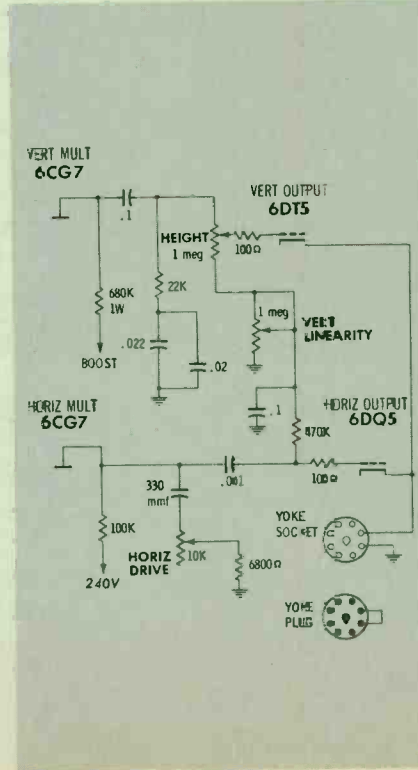 VERT MULT
6CG7
.1
VERT OUTPUT
6DT5
HEIGHT
1 meg
100Ω
680K
1W
22K
1 meg
VERT
LINEARITY
.022
.02
BOOST
HORIZ MULT
6CG7
.1
HORIZ OUTPUT
6DQ5
470K
330
mmf
.001
100Ω
100K
YOKE
SOCKET
HORIZ
DRIVE
10K
6800Ω
240V
YOKE
PLUG